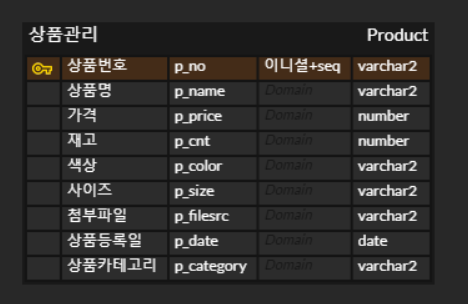 상품관리 Product
상품번호 p_no 이니셜+seq varchar2
상품명 p_name Domain varchar2
가격 p_price Domain number
재고 p_cnt Domain number
색상 p_color Domain varchar2
사이즈 p_size Domain varchar2
첨부파일 p_filesrc Domain varchar2
상품등록일 p_date Domain date
상품카테고리 p_category Domain varchar2